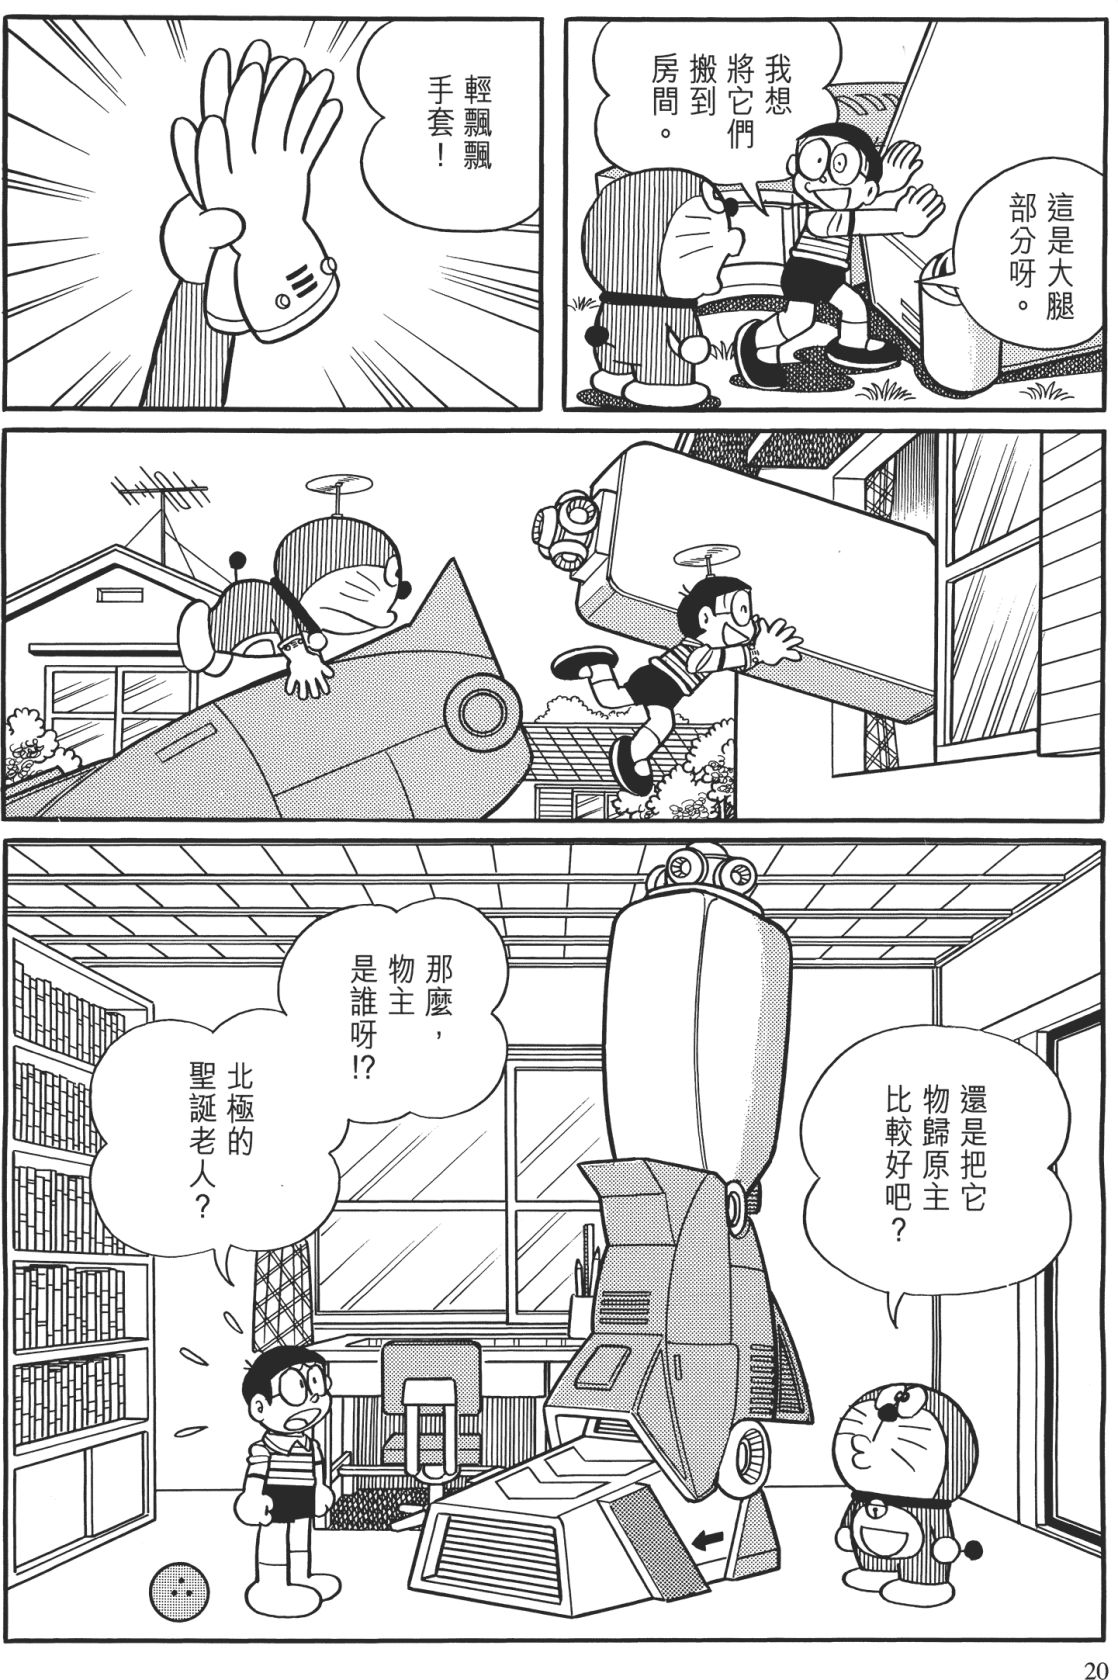 這是大腿
部分呀。
我想
將它們
搬到
房間。
輕飄飄
手套！
還是把它
物歸原主
比較好吧？
那麼，
物主
是誰呀!?
北極的
聖誕老人？
20